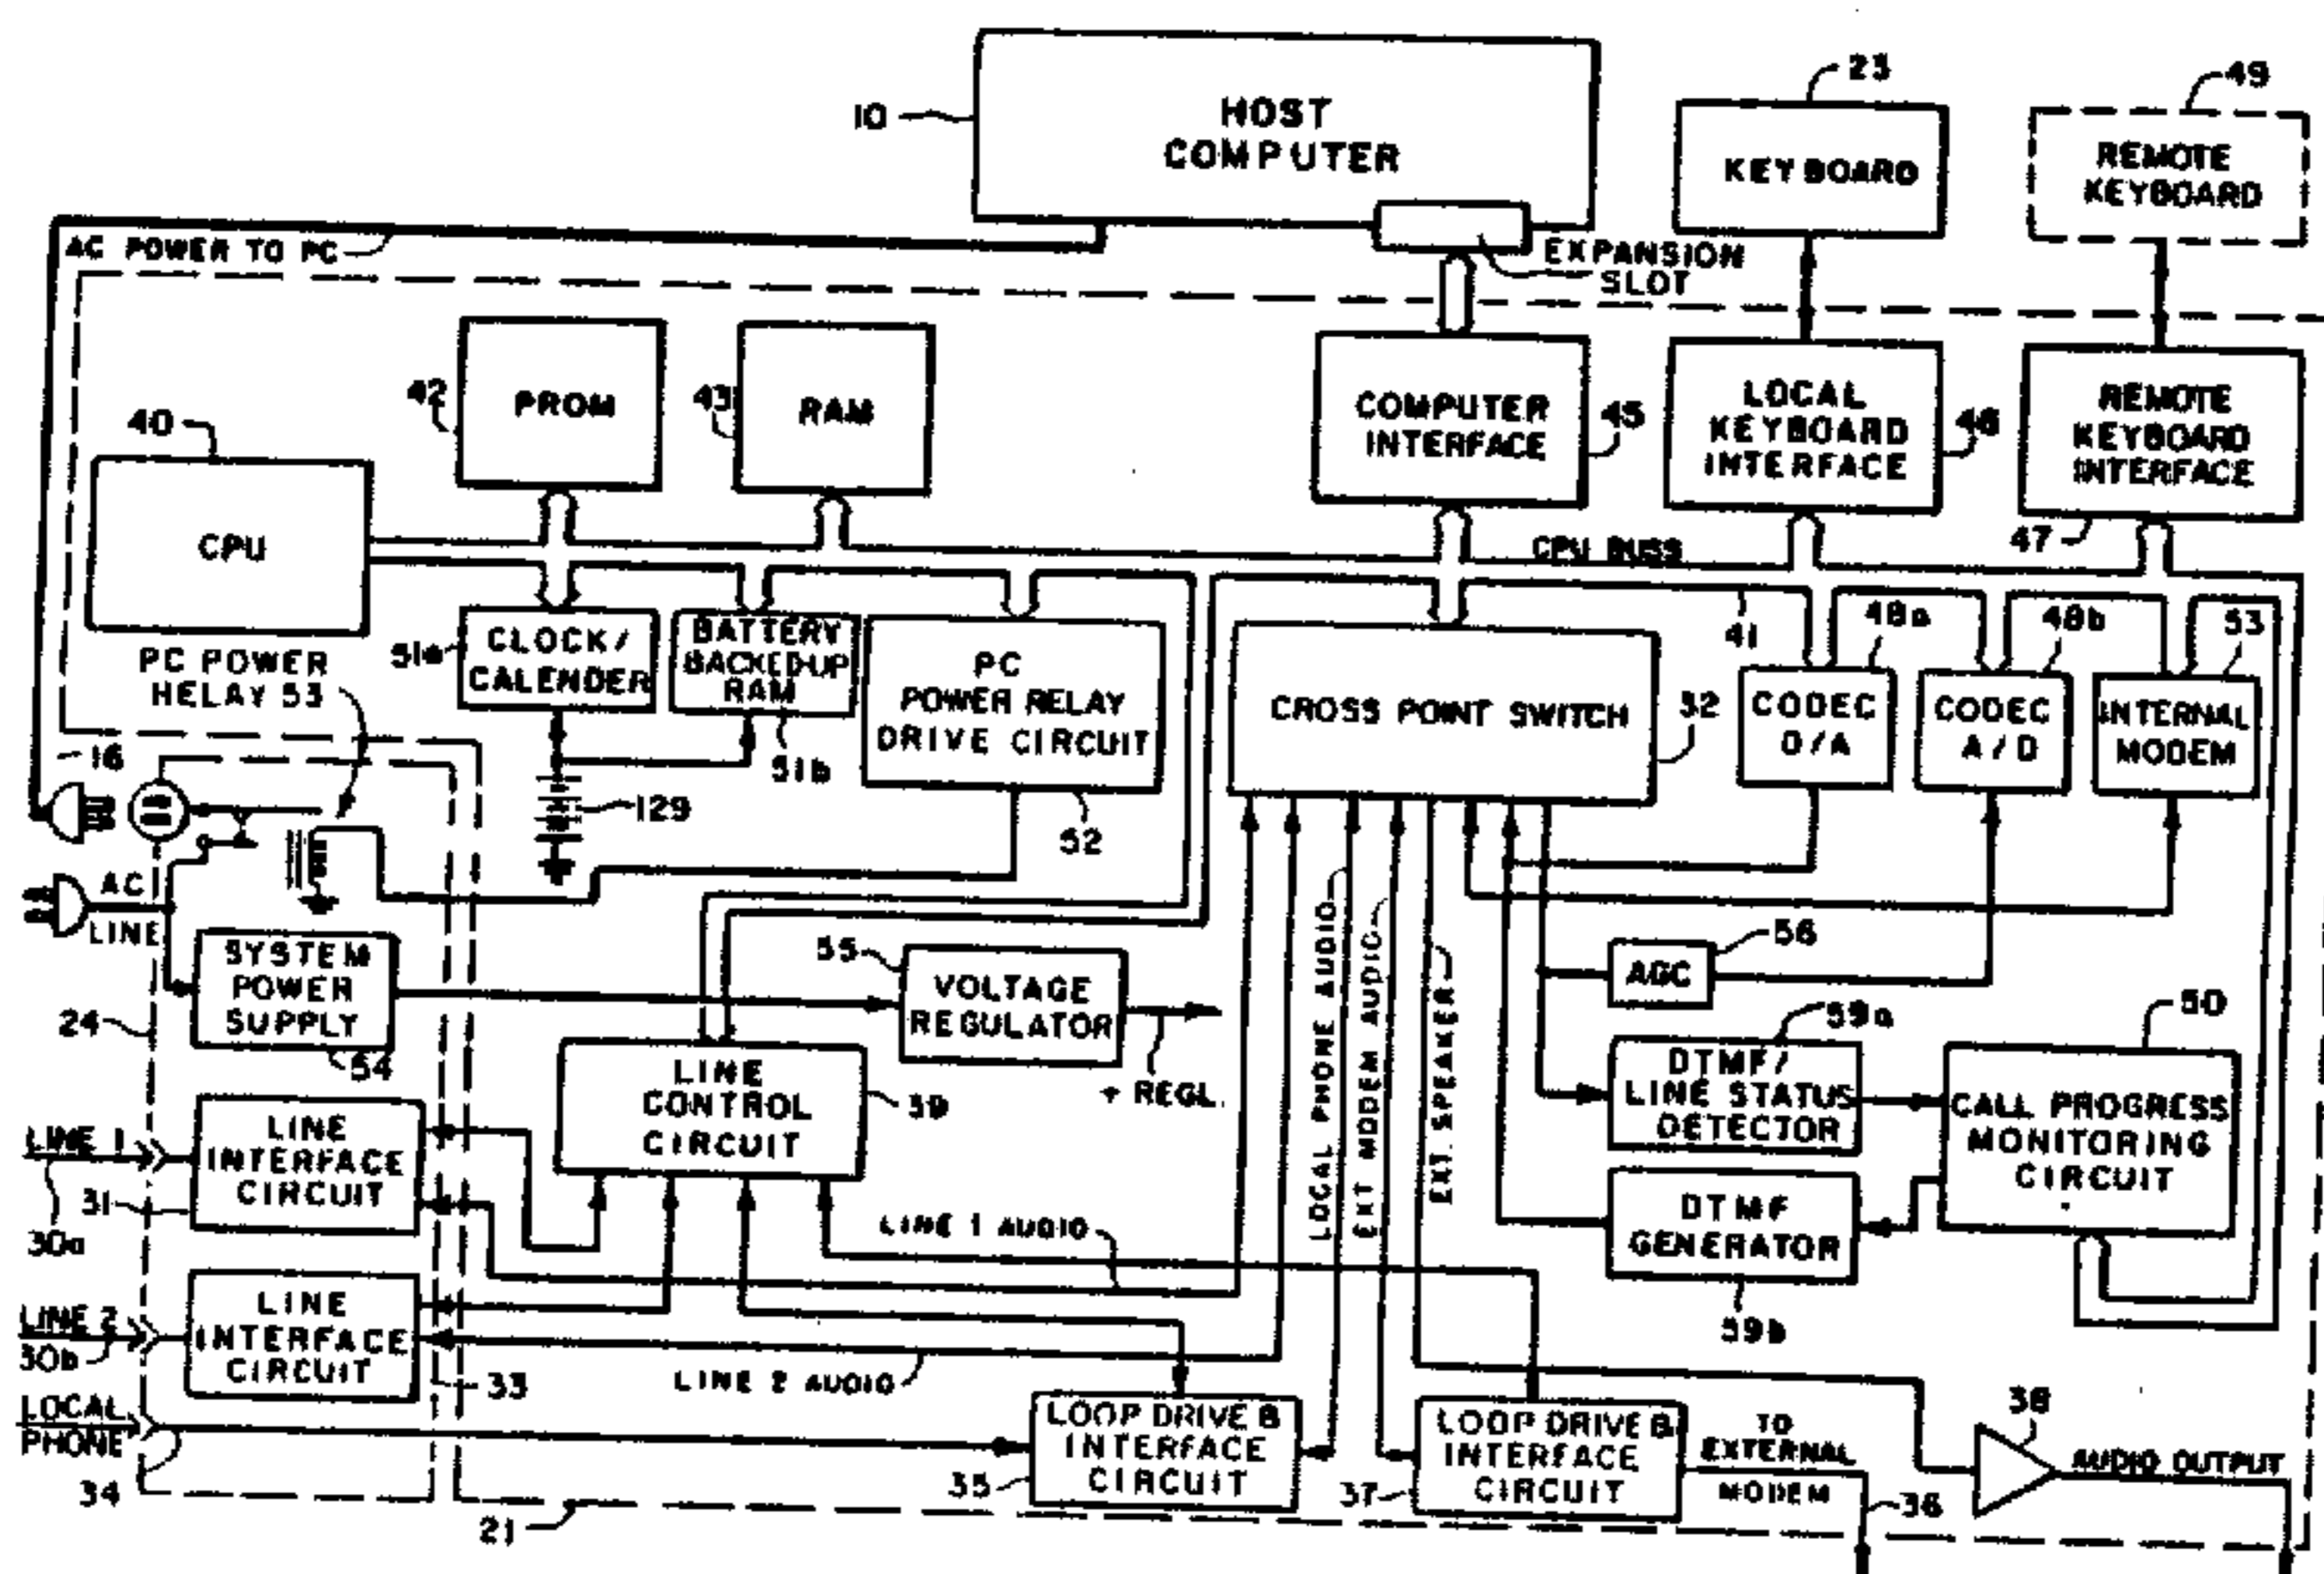 HOST
COMPUTER
10
KEYBOARD
23
REMOTE
KEYBOARD
49
AC POWER TO PC
EXPANSION
SLOT
PROM
42
RAM
43
COMPUTER
INTERFACE
45
LOCAL
KEYBOARD
INTERFACE
46
REMOTE
KEYBOARD
INTERFACE
47
40
CPU
CPU BUSS
41
PC POWER
RELAY 53
CLOCK/
CALENDER
51a
BATTERY
BACKED-UP
RAM
51b
PC
POWER RELAY
DRIVE CIRCUIT
52
CROSS POINT SWITCH
32
CODEC
D/A
48a
CODEC
A/D
48b
INTERNAL
MODEM
53
16
129
AC
LINE
SYSTEM
POWER
SUPPLY
54
24
55
VOLTAGE
REGULATOR
+ REGL.
LINE
CONTROL
CIRCUIT
39
LOCAL PHONE AUDIO
EXT MODEM AUDIO
EXT. SPEAKER
AGC
56
DTMF/
LINE STATUS
DETECTOR
59a
CALL PROGRESS
MONITORING
CIRCUIT
50
DTMF
GENERATOR
59b
LINE 1
30a
LINE
INTERFACE
CIRCUIT
31
LINE 1 AUDIO
LINE 2
30b
LINE
INTERFACE
CIRCUIT
33
LINE 2 AUDIO
LOCAL
PHONE
34
LOOP DRIVE &
INTERFACE
CIRCUIT
35
LOOP DRIVE &
INTERFACE
CIRCUIT
37
TO
EXTERNAL
MODEM
36
38
AUDIO OUTPUT
21